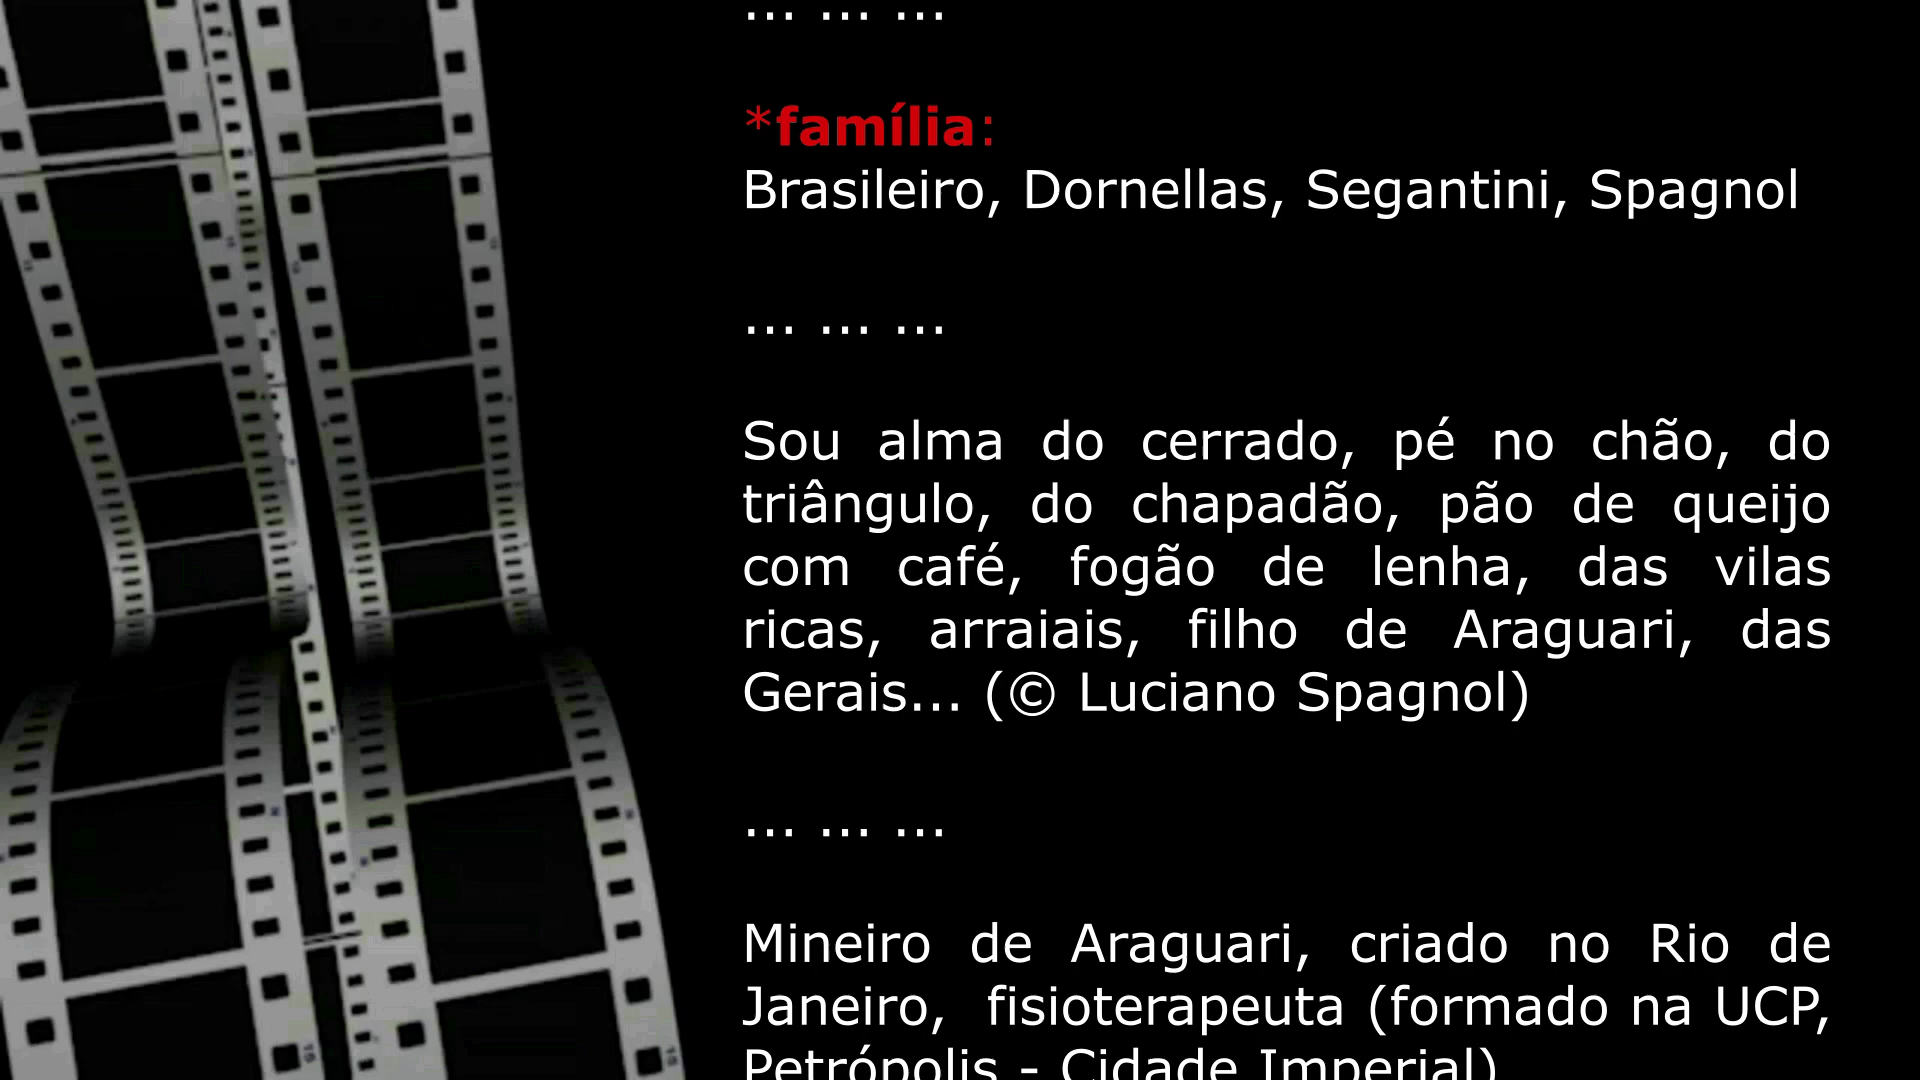 ... ... ...
*família:
Brasileiro, Dornellas, Segantini, Spagnol
... ... ...
Sou alma do cerrado, pé no chão, do
triângulo, do chapadão, pão de queijo
com café, fogão de lenha, das vilas
ricas, arraiais, filho de Araguari, das
Gerais... (© Luciano Spagnol)
... ... ...
Mineiro de Araguari, criado no Rio de
Janeiro, fisioterapeuta (formado na UCP,
Petrópolis - Cidade Imperial)